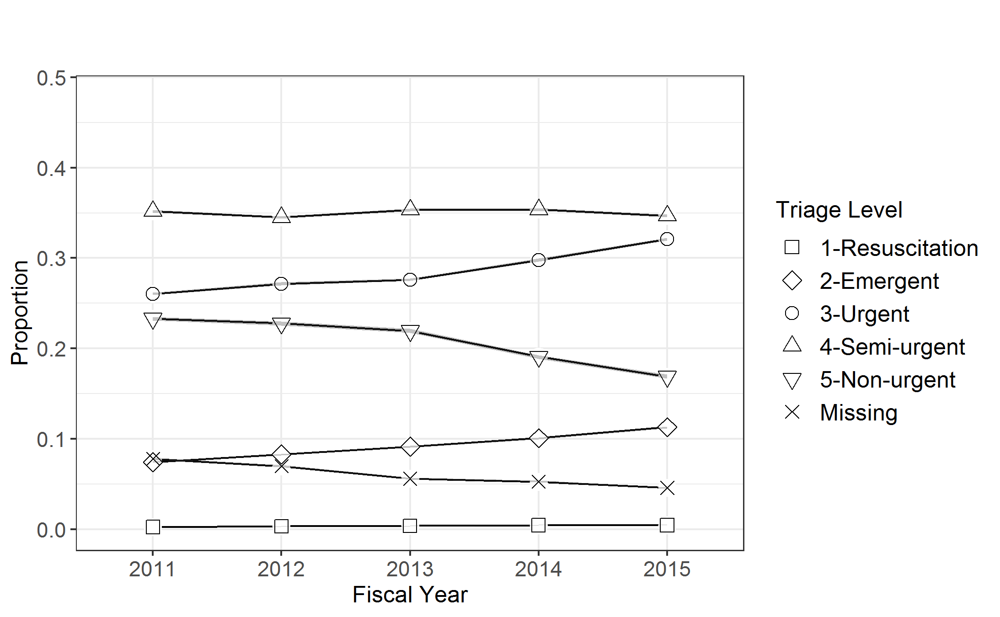 0.5
0.4
0.3
0.2
0.1
0.0
Proportion
2011 2012 2013 2014 2015
Fiscal Year
Triage Level
1-Resuscitation
2-Emergent
3-Urgent
4-Semi-urgent
5-Non-urgent
Missing